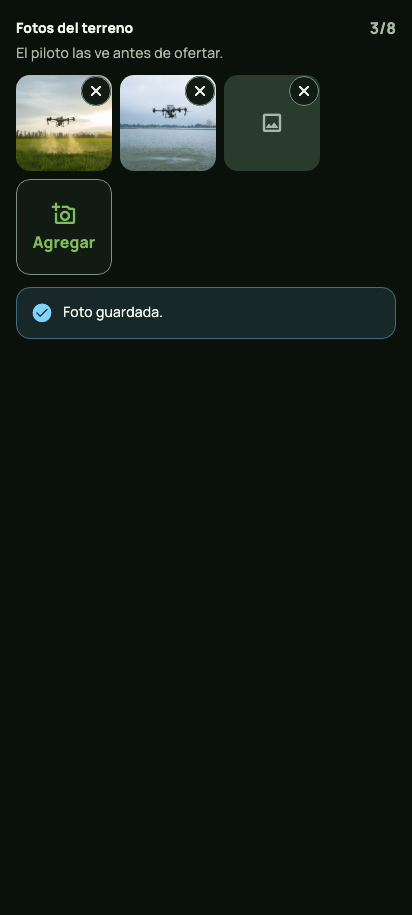 Fotos del terreno
3/8
El piloto las ve antes de ofertar.
Agregar
Foto guardada.